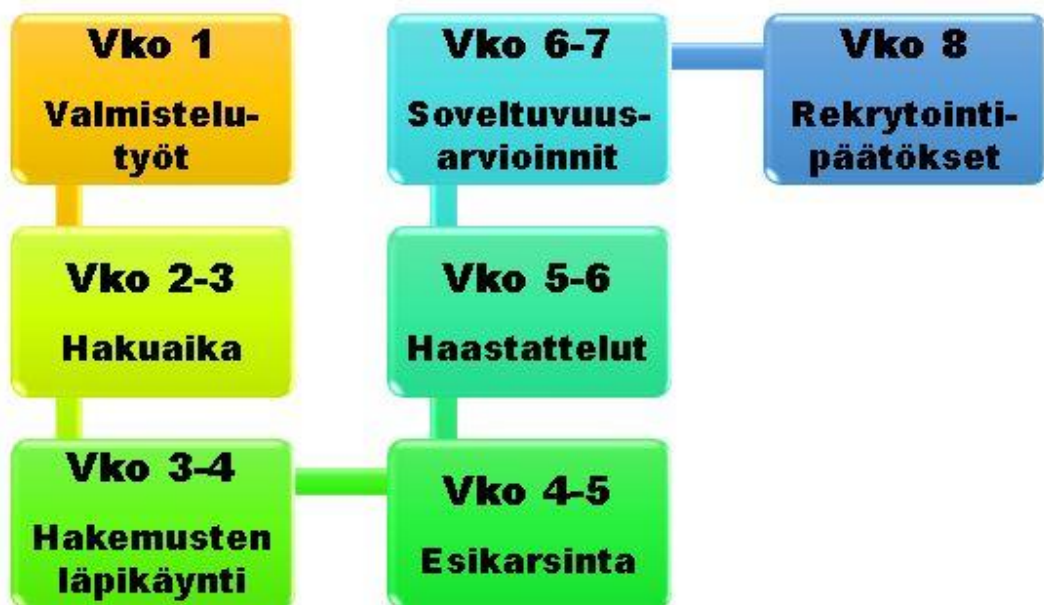 Vko 1
Valmistelu-
työt
Vko 2-3
Hakuaika
Vko 3-4
Hakemusten
läpikäynti
Vko 4-5
Esikarsinta
Vko 5-6
Haastattelut
Vko 6-7
Soveltuvuus-
arvioinnit
Vko 8
Rekrytointi-
päätökset